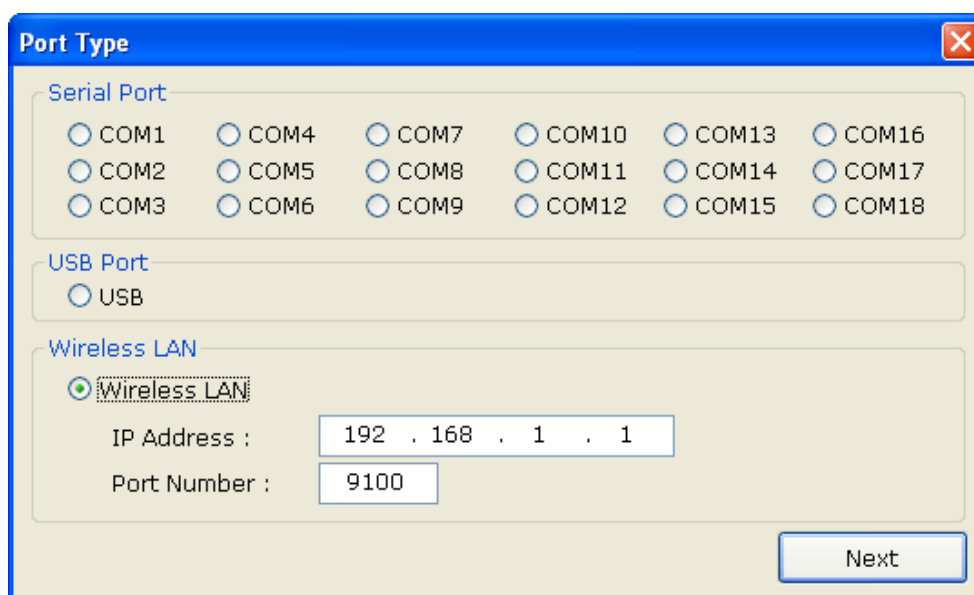 Port Type
Serial Port
COM1 COM4 COM7 COM10 COM13 COM16
COM2 COM5 COM8 COM11 COM14 COM17
COM3 COM6 COM9 COM12 COM15 COM18
USB Port
USB
Wireless LAN
Wireless LAN
IP Address : 192 . 168 . 1 . 1
Port Number : 9100
Next